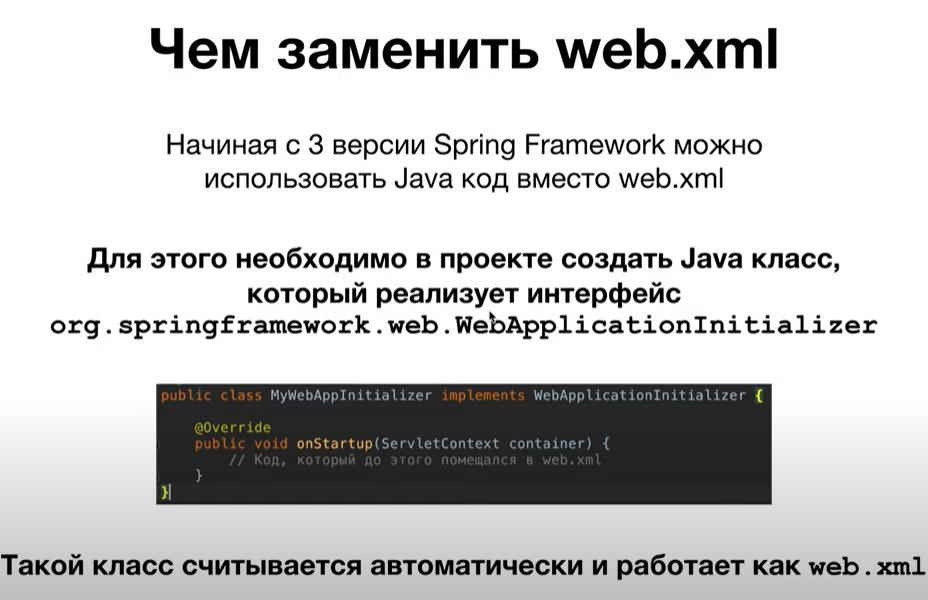 Чем заменить web.xml
Начиная с 3 версии Spring Framework можно
использовать Java код вместо web.xml
Для этого необходимо в проекте создать Java класс,
который реализует интерфейс
org.springframework.web.WebApplicationInitializer
public class MyWebAppInitializer implements WebApplicationInitializer {
@Override
public void onStartup(ServletContext container) {
// Код, который до этого помещался в web.xml
}
}
Такой класс считывается автоматически и работает как web.xml